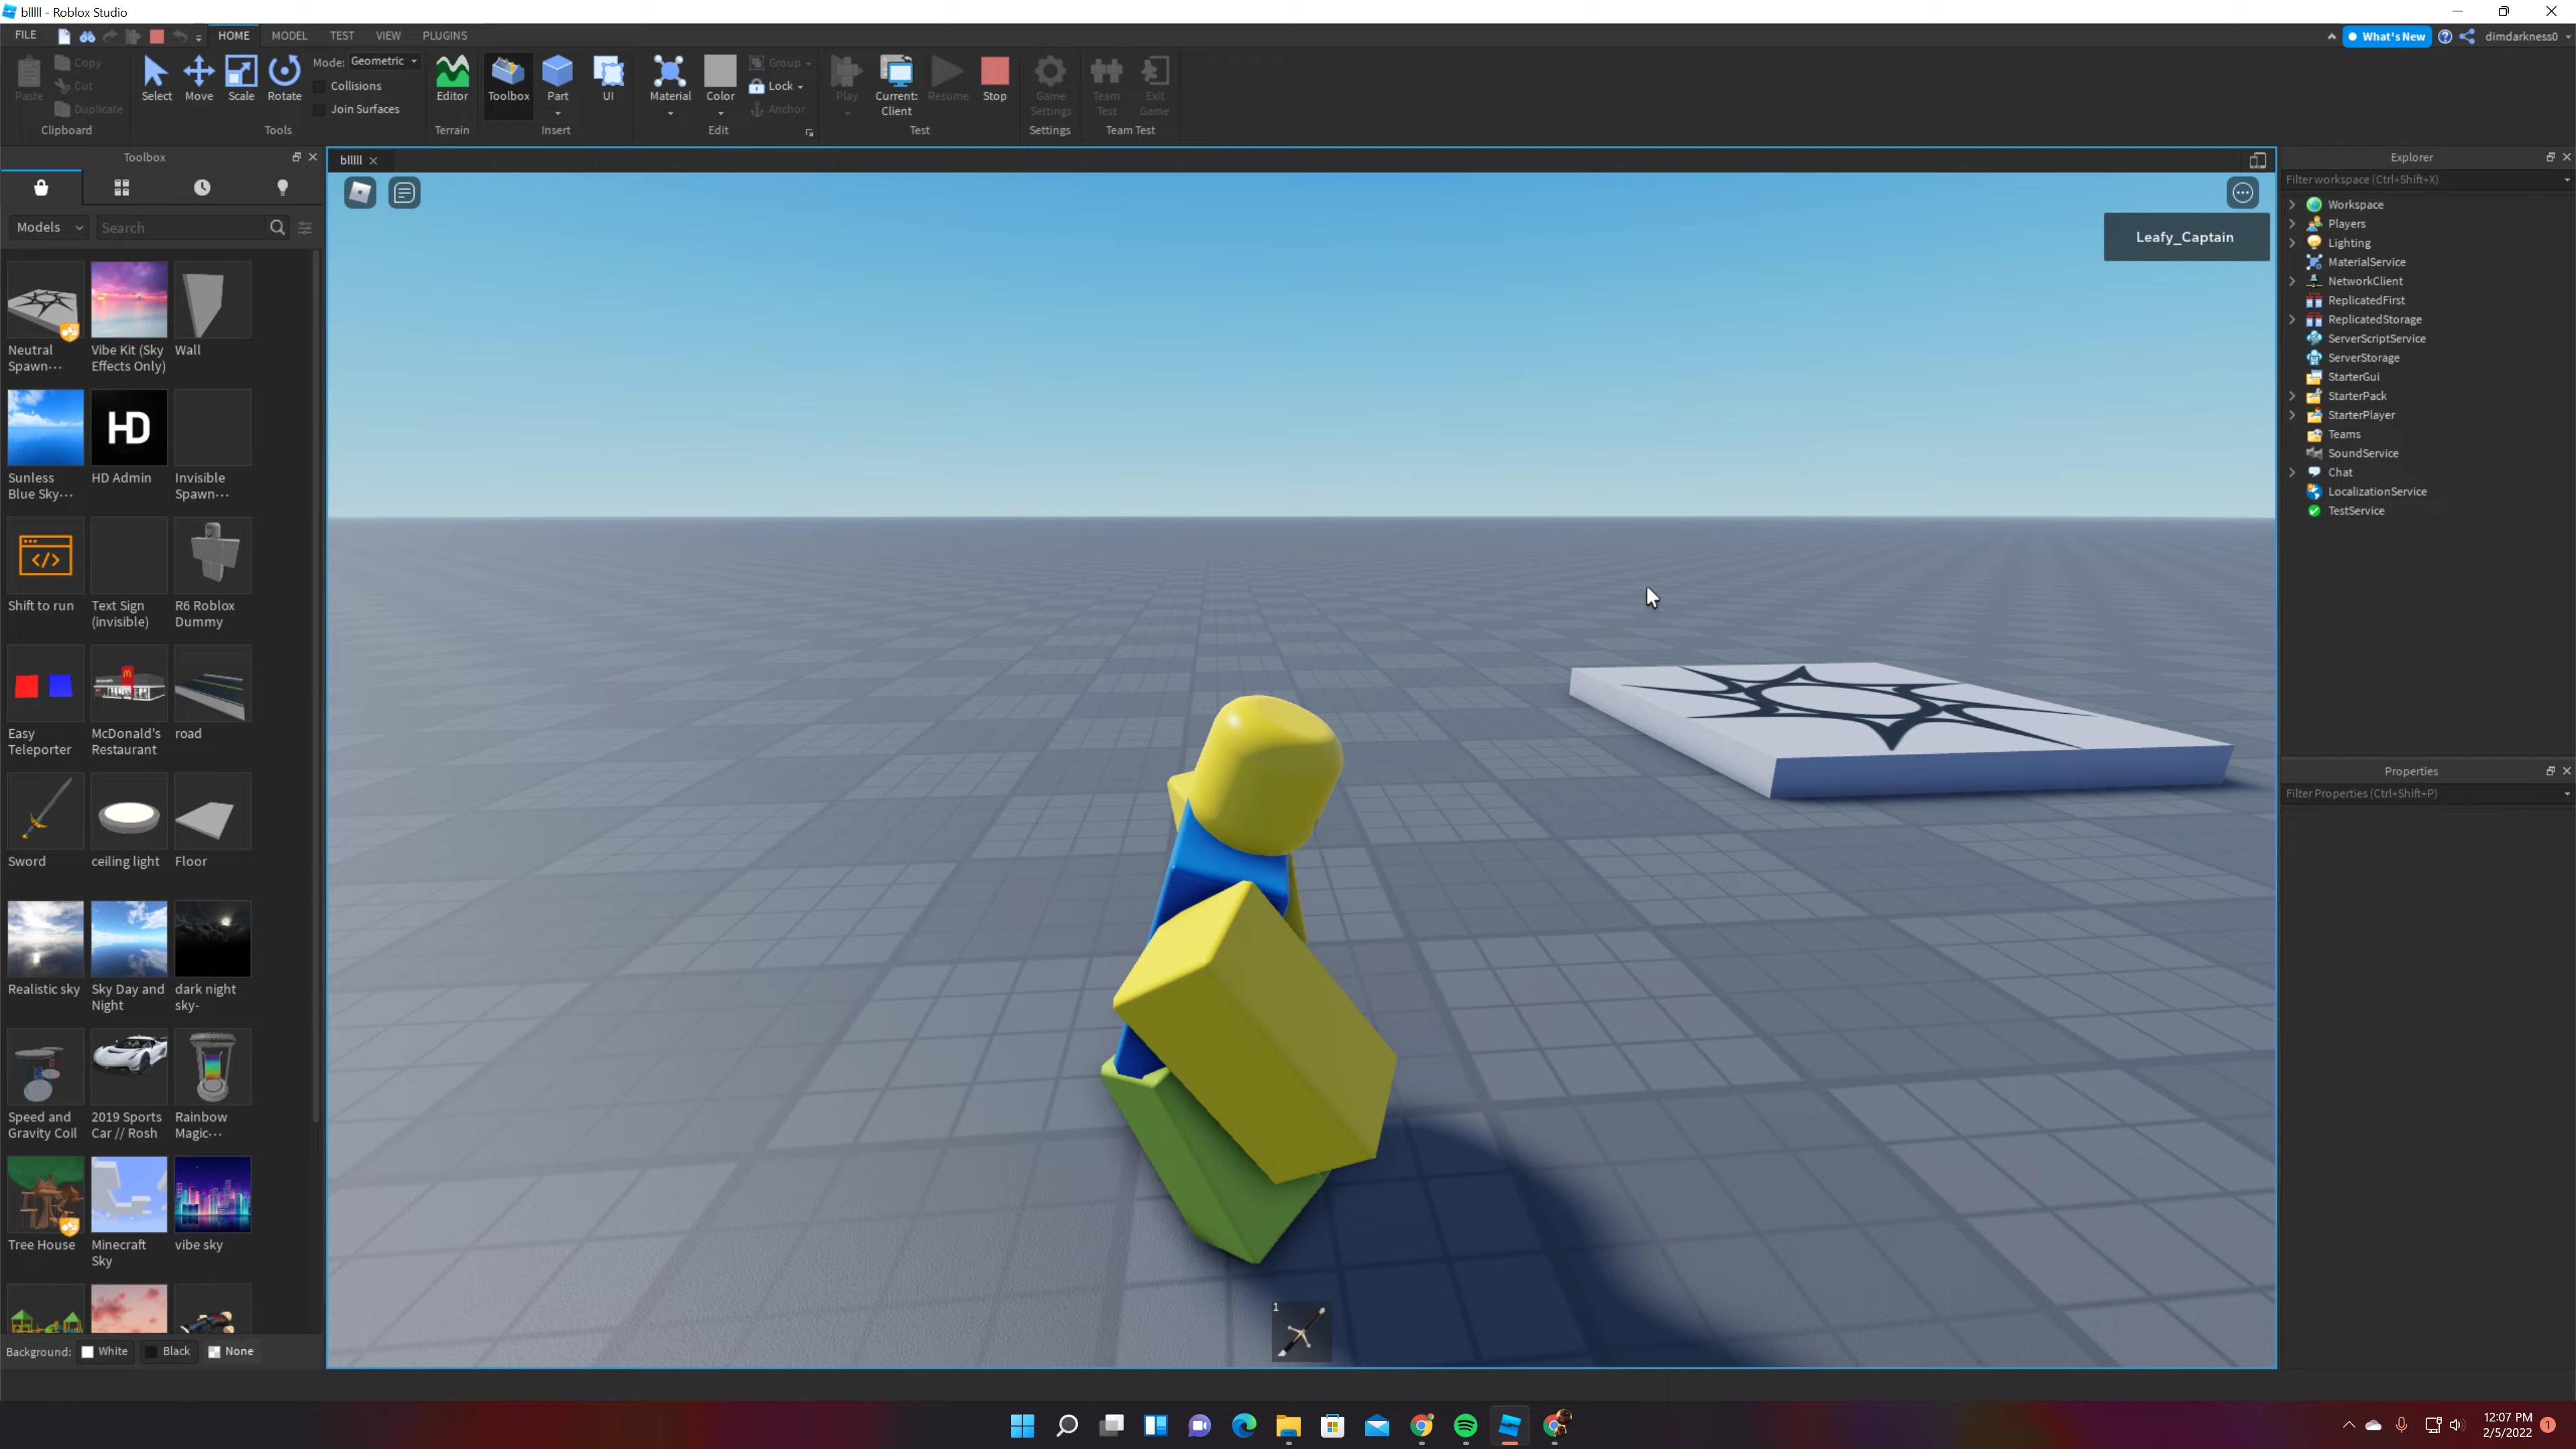 blllll - Roblox Studio
FILE HOME MODEL TEST VIEW PLUGINS
What's New dimdarkness0
Paste Copy Cut Duplicate
Clipboard
Select Move Scale Rotate
Mode: Geometric
Collisions
Join Surfaces
Tools
Editor
Terrain
Toolbox Part UI
Insert
Material Color Group Lock Anchor
Edit
Play Current: Client Resume Stop
Test
Game Settings
Settings
Team Test Exit Game
Team Test
Toolbox
blllll
Models Search
Neutral Spawn...
Vibe Kit (Sky Effects Only)
Wall
Sunless Blue Sky...
HD
HD Admin
Invisible Spawn...
Shift to run
Text Sign (invisible)
R6 Roblox Dummy
Easy Teleporter
McDonald's Restaurant
road
Sword
ceiling light
Floor
Realistic sky
Sky Day and Night
dark night sky-
Speed and Gravity Coil
2019 Sports Car // Rosh
Rainbow Magic...
Tree House
Minecraft Sky
vibe sky
Background: White Black None
Leafy_Captain
1
Explorer
Filter workspace (Ctrl+Shift+X)
Workspace
Players
Lighting
MaterialService
NetworkClient
ReplicatedFirst
ReplicatedStorage
ServerScriptService
ServerStorage
StarterGui
StarterPack
StarterPlayer
Teams
SoundService
Chat
LocalizationService
TestService
Properties
Filter Properties (Ctrl+Shift+P)
12:07 PM
2/5/2022
1